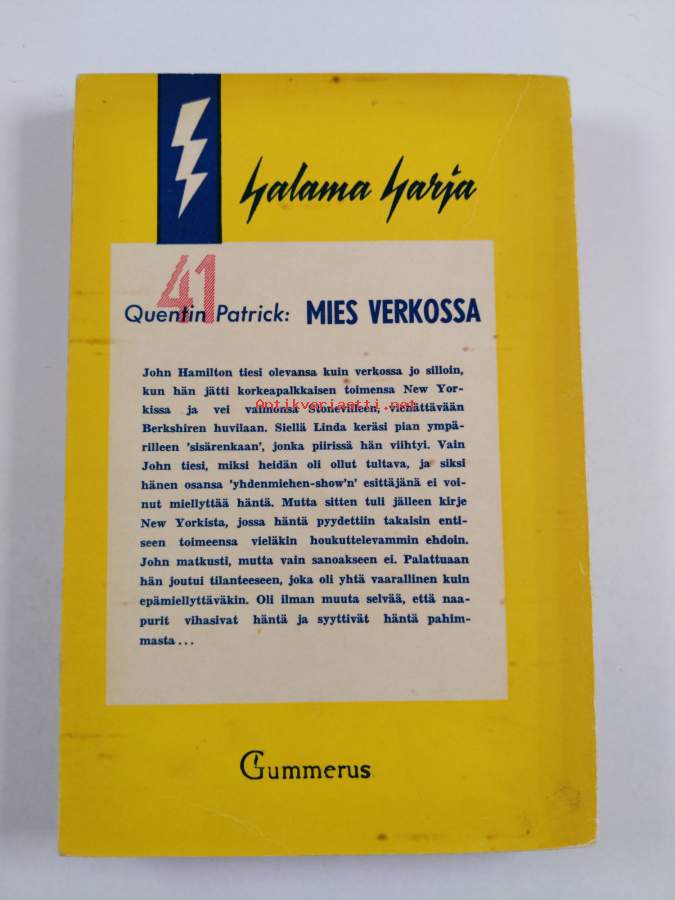 Salama Sarja
41
Quentin Patrick: MIES VERKOSSA
John Hamilton tiesi olevansa kuin verkossa jo silloin,
kun hän jätti korkeapalkkaisen toimensa New Yor-
kissa ja vei vaimonsa Stonevilleen, viehättävään
Antikvariaatti.net
Berkshiren huvilaan. Siellä Linda keräsi pian ympä-
rilleen 'sisärenkaan', jonka piirissä hän viihtyi. Vain
John tiesi, miksi heidän oli ollut tultava, ja siksi
hänen osansa 'yhdenmiehen-show'n' esittäjänä ei voi-
nut miellyttää häntä. Mutta sitten tuli jälleen kirje
New Yorkista, jossa häntä pyydettiin takaisin enti-
seen toimeensa vieläkin houkuttelevammin ehdoin.
John matkusti, mutta vain sanoakseen ei. Palattuaan
hän joutui tilanteeseen, joka oli yhtä vaarallinen kuin
epämiellyttäväkin. Oli ilman muuta selvää, että naa-
purit vihasivat häntä ja syyttivät häntä pahim-
masta...
Gummerus